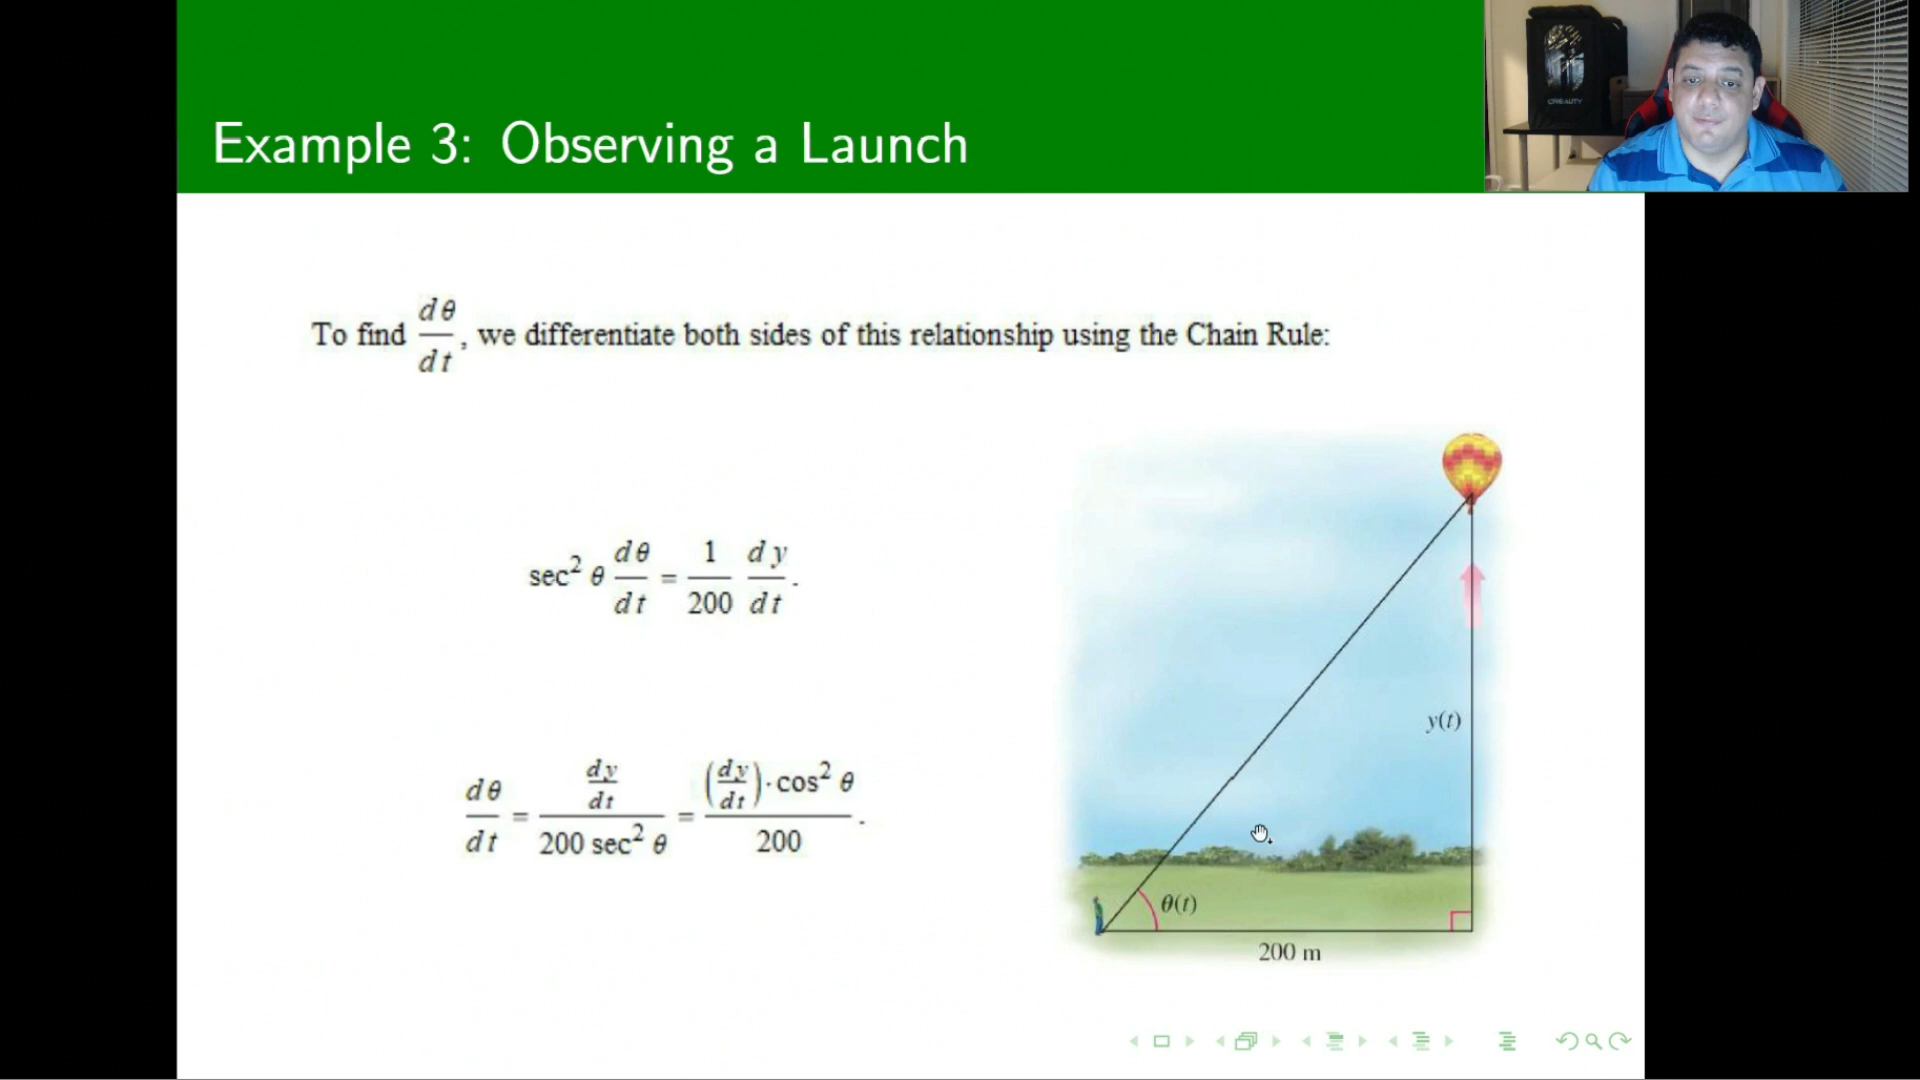 Example 3: Observing a Launch
CREALITY
To find dθ/dt, we differentiate both sides of this relationship using the Chain Rule:
sec² θ dθ/dt = 1/200 dy/dt.
dθ/dt = (dy/dt)/(200 sec² θ) = ((dy/dt)·cos² θ)/200.
y(t)
θ(t)
200 m